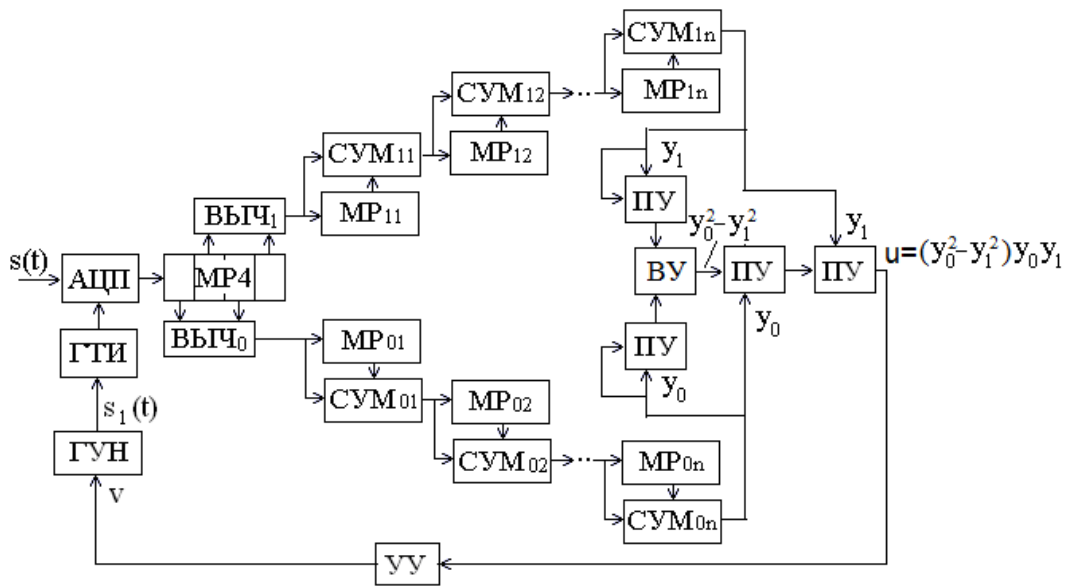 СУМ1n
МР1n
СУМ12
МР12
СУМ11
МР11
y1
ПУ
ВЫЧ1
s(t)
АЦП
МР4
ВУ
y0²–y1²
ПУ
y1
ПУ
u=(y0²–y1²)y0y1
ВЫЧ0
ГТИ
МР01
ПУ
y0
y0
СУМ01
s1(t)
МР02
ГУН
СУМ02
МР0n
v
СУМ0n
УУ